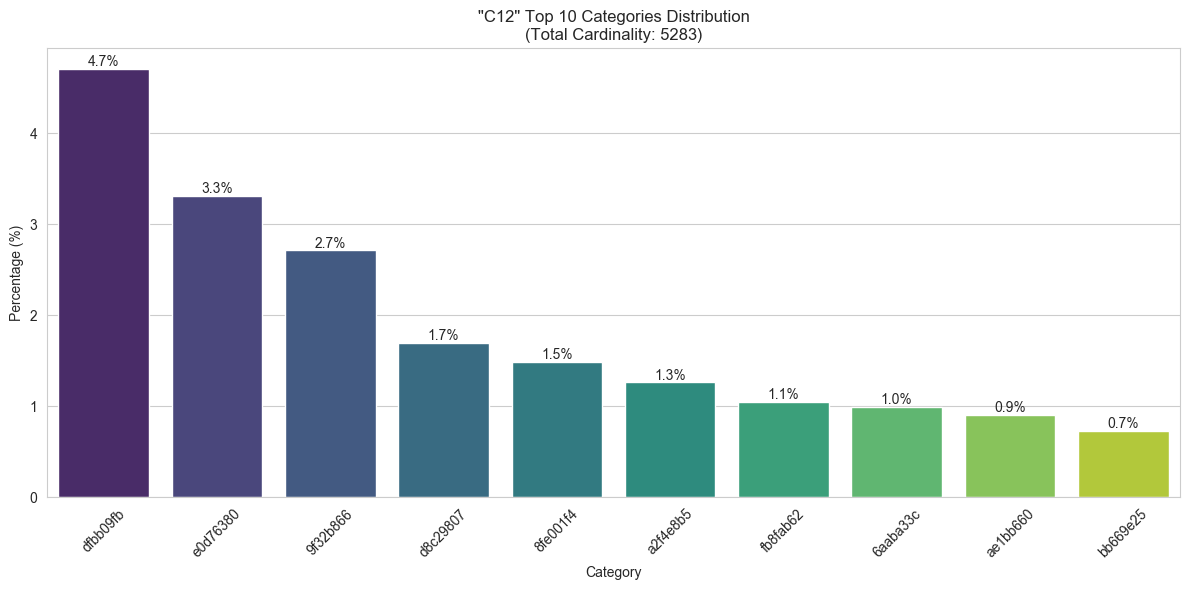 "C12" Top 10 Categories Distribution
(Total Cardinality: 5283)
Percentage (%)
4
3
2
1
0
4.7%
3.3%
2.7%
1.7%
1.5%
1.3%
1.1%
1.0%
0.9%
0.7%
dfbb09fb
e0d76380
9f32b866
d8c29807
8fe001f4
a2f4e8b5
fb8fab62
6aaba33c
ae1bb660
bb669e25
Category